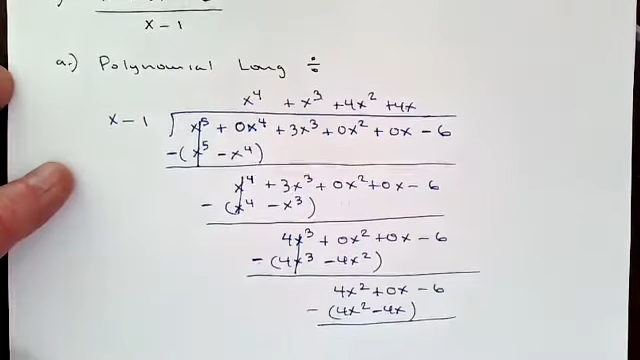 x - 1
a.) Polynomial Long ÷
x⁴ + x³ + 4x² + 4x
x - 1 x⁵ + 0x⁴ + 3x³ + 0x² + 0x - 6
-(x⁵ - x⁴)
x⁴ + 3x³ + 0x² + 0x - 6
- (x⁴ - x³)
4x³ + 0x² + 0x - 6
- (4x³ - 4x²)
4x² + 0x - 6
- (4x² - 4x)